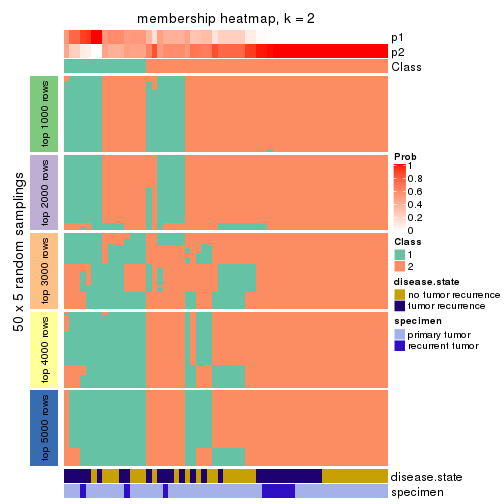 membership heatmap, k = 2
p1
p2
Class
50 x 5 random samplings
top 1000 rows
top 2000 rows
top 3000 rows
top 4000 rows
top 5000 rows
Prob
1
0.8
0.6
0.4
0.2
0
Class
1
2
disease.state
no tumor recurrence
tumor recurrence
specimen
primary tumor
recurrent tumor
disease.state
specimen